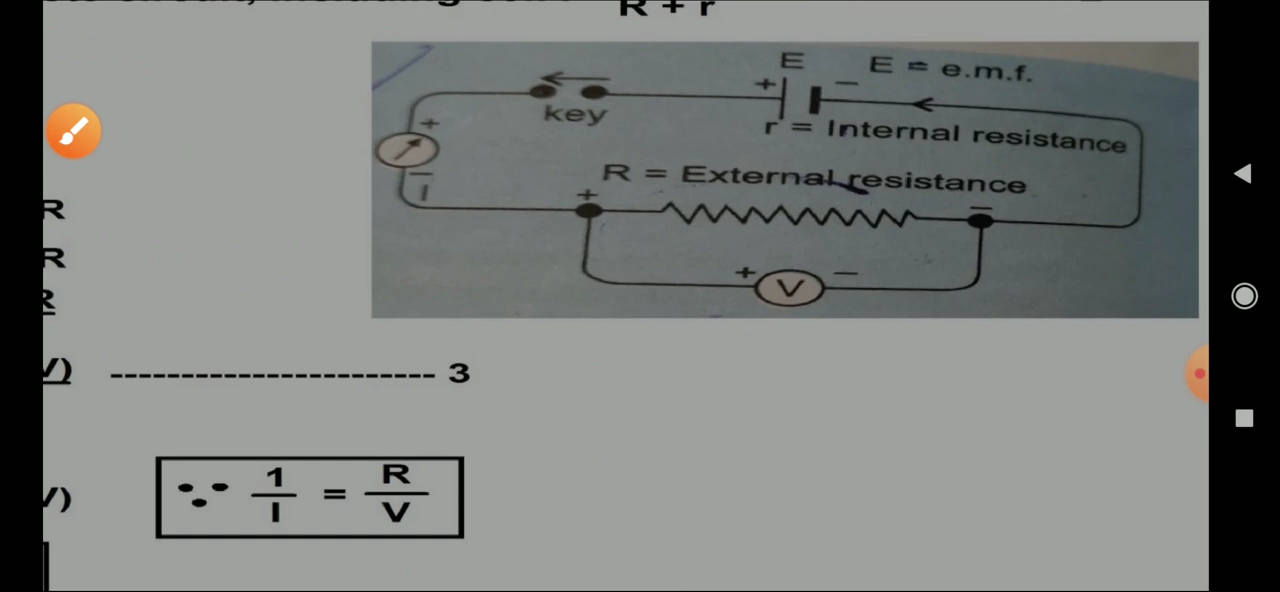 R + r
E E = e.m.f.
+ −
key
r = Internal resistance
+
R = External resistance
− I
+ −
+ V −
R
R
R
V) ----------------------- 3
V) ∵ 1/I = R/V